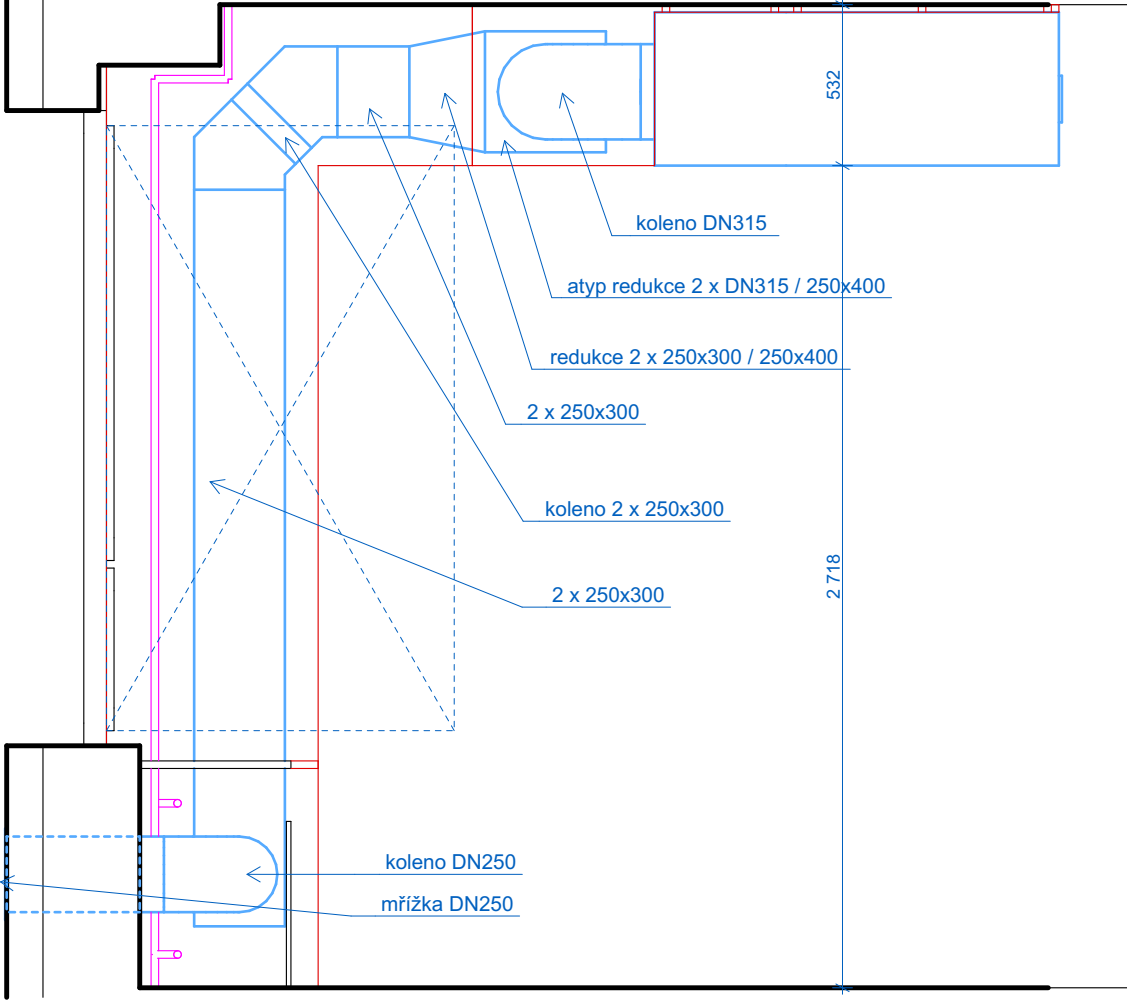 532
koleno DN315
atyp redukce 2 x DN315 / 250x400
redukce 2 x 250x300 / 250x400
2 x 250x300
koleno 2 x 250x300
2 718
2 x 250x300
koleno DN250
mřížka DN250